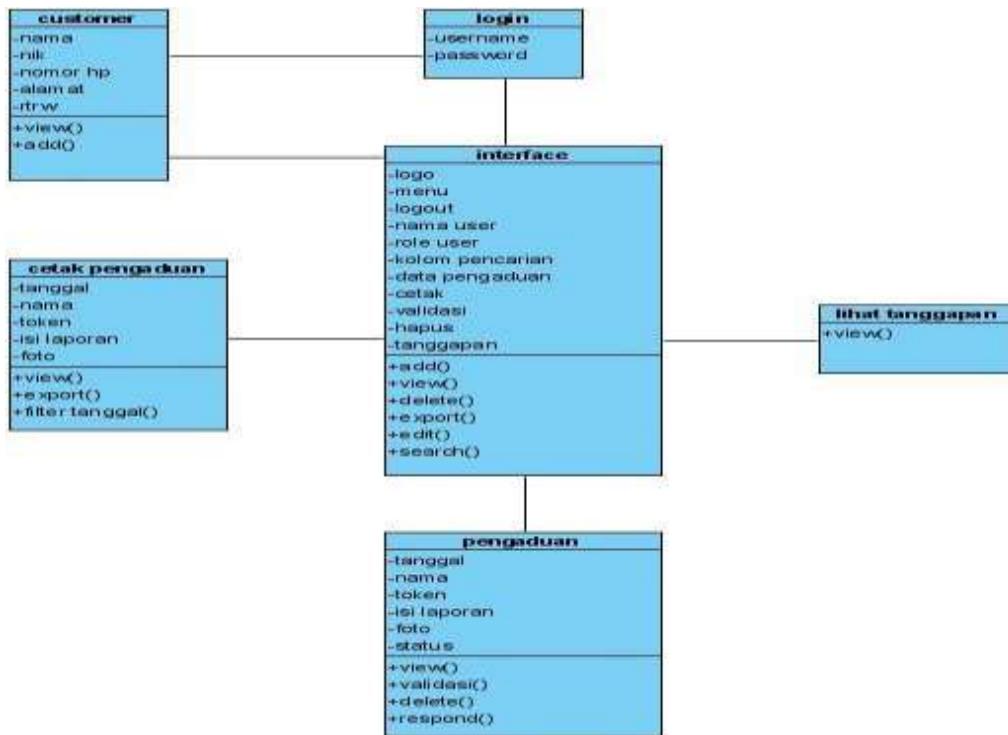 customer
-nama
-nik
-nomor hp
-alamat
-rtrw
+view()
+add()
login
-username
-password
interface
-logo
-menu
-logout
-nama user
-role user
-kolom pencarian
-data pengaduan
-cetak
-validasi
-hapus
-tanggapan
+add()
+view()
+delete()
+export()
+edit()
+search()
cetak pengaduan
-tanggal
-nama
-token
-isi laporan
-foto
+view()
+export()
+filter tanggal()
lihat tanggapan
+view()
pengaduan
-tanggal
-nama
-token
-isi laporan
-foto
-status
+view()
+validasi()
+delete()
+respond()